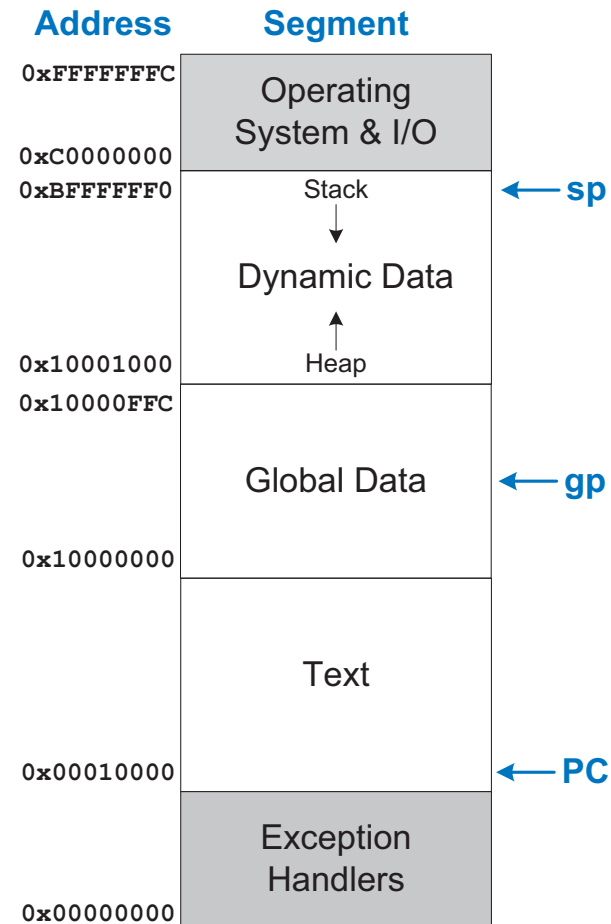 Address Segment
0xFFFFFFFC
Operating
System & I/O
0xC0000000
0xBFFFFFF0 Stack sp
Dynamic Data
0x10001000 Heap
0x10000FFC
Global Data gp
0x10000000
Text
0x00010000 PC
Exception
Handlers
0x00000000